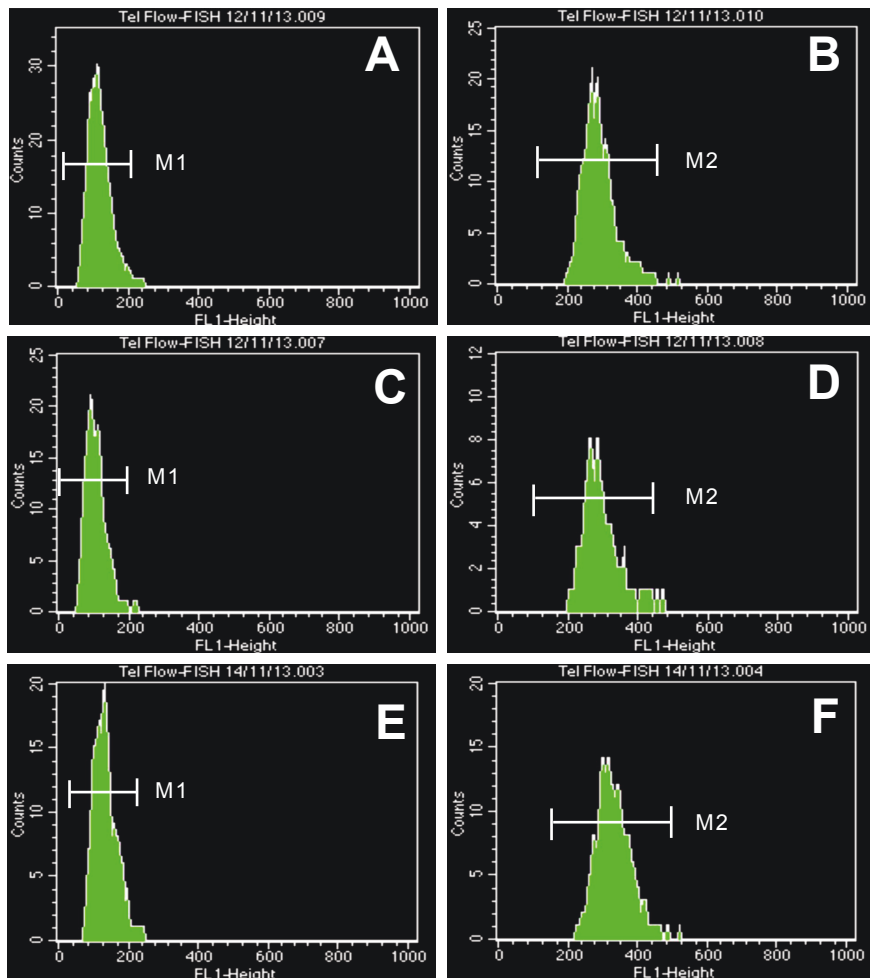 Tel Flow-FISH 12/11/13.009
A
Counts
30
20
10
0
M1
0 200 400 600 800 1000
FL1-Height
Tel Flow-FISH 12/11/13.010
B
Counts
25
20
15
10
5
0
M2
0 200 400 600 800 1000
FL1-Height
Tel Flow-FISH 12/11/13.007
C
Counts
25
20
15
10
5
0
M1
0 200 400 600 800 1000
FL1-Height
Tel Flow-FISH 12/11/13.008
D
Counts
12
10
8
6
4
2
0
M2
0 200 400 600 800 1000
FL1-Height
Tel Flow-FISH 14/11/13.003
E
Counts
20
15
10
5
0
M1
0 200 400 600 800 1000
FL1-Height
Tel Flow-FISH 14/11/13.004
F
Counts
20
15
10
5
0
M2
0 200 400 600 800 1000
FL1-Height